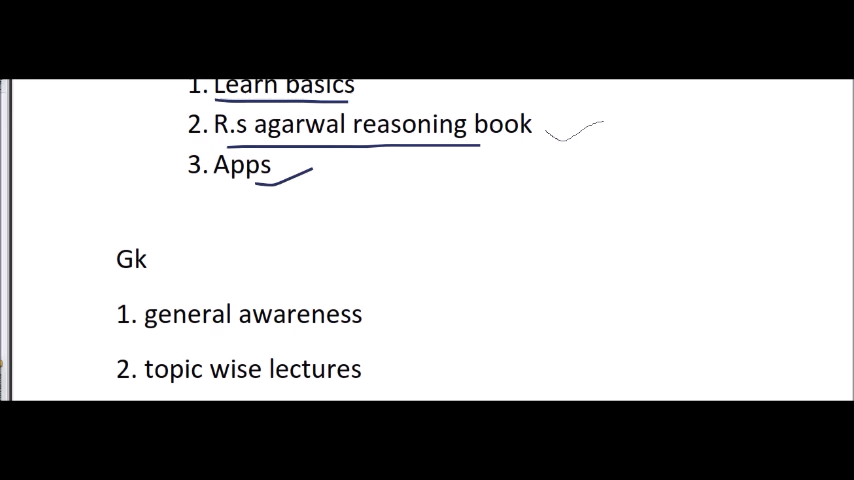 1. Learn basics
2. R.s agarwal reasoning book
3. Apps
Gk
1. general awareness
2. topic wise lectures